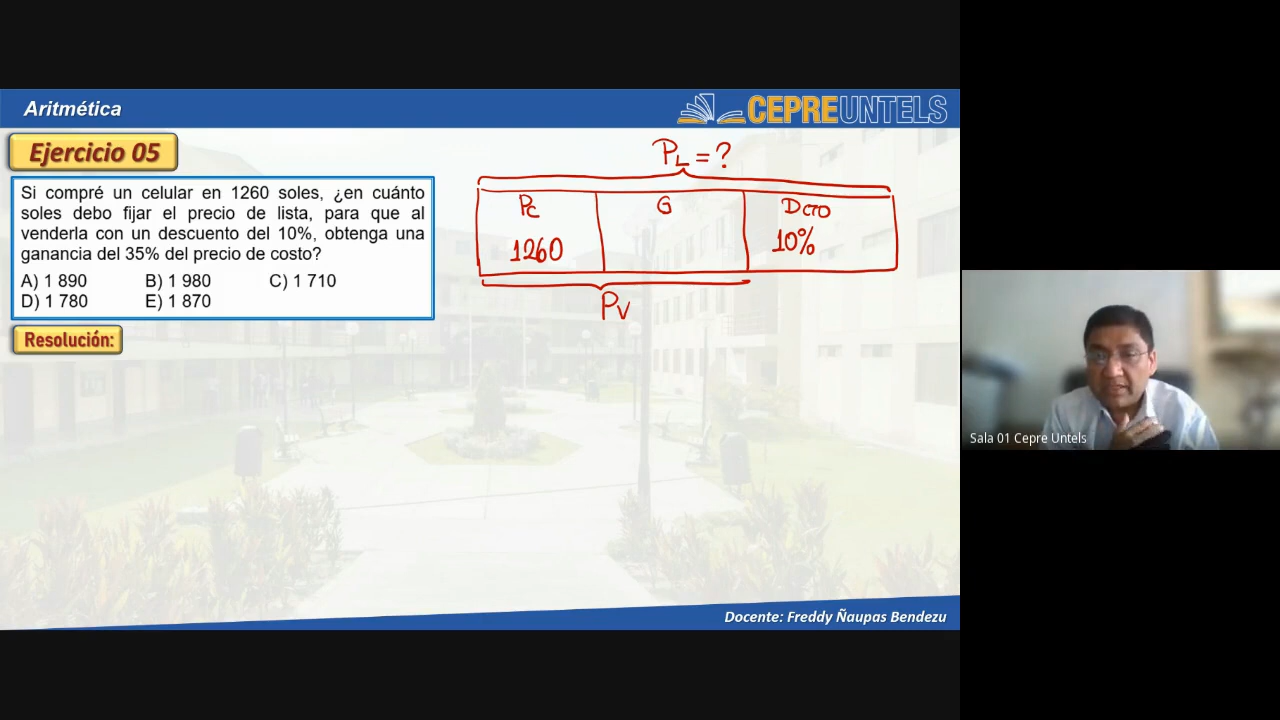 Aritmética
CEPREUNTELS
Ejercicio 05
Si compré un celular en 1260 soles, ¿en cuánto
soles debo fijar el precio de lista, para que al
venderla con un descuento del 10%, obtenga una
ganancia del 35% del precio de costo?
A) 1 890 B) 1 980 C) 1 710
D) 1 780 E) 1 870
Resolución:
PL = ?
Pc G Dcto
1260 10%
Pv
Sala 01 Cepre Untels
Docente: Freddy Ñaupas Bendezu